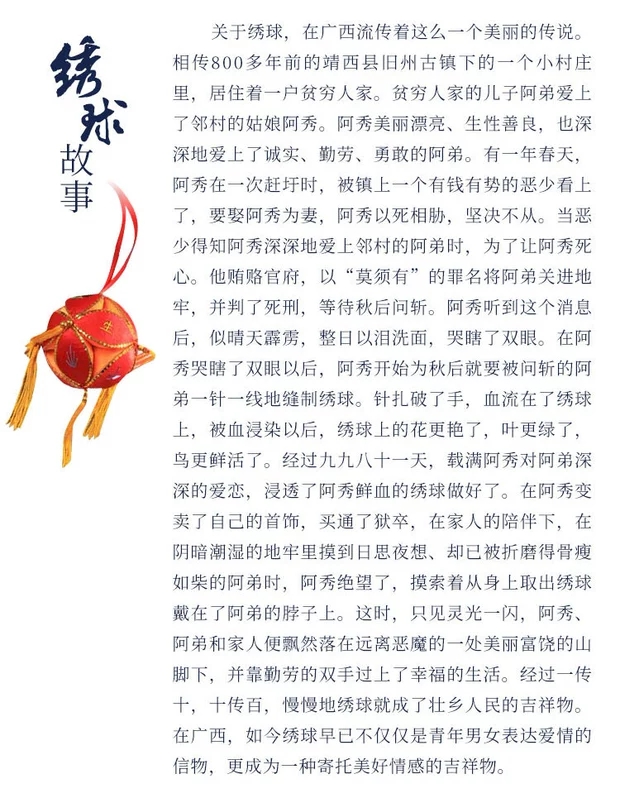 绣球
故事
关于绣球，在广西流传着这么一个美丽的传说。
相传800多年前的靖西县旧州古镇下的一个小村庄
里，居住着一户贫穷人家。贫穷人家的儿子阿弟爱上
了邻村的姑娘阿秀。阿秀美丽漂亮、生性善良，也深
深地爱上了诚实、勤劳、勇敢的阿弟。有一年春天，
阿秀在一次赶圩时，被镇上一个有钱有势的恶少看上
了，要娶阿秀为妻，阿秀以死相胁，坚决不从。当恶
少得知阿秀深深地爱上邻村的阿弟时，为了让阿秀死
心。他贿赂官府，以“莫须有”的罪名将阿弟关进地
牢，并判了死刑，等待秋后问斩。阿秀听到这个消息
后，似晴天霹雳，整日以泪洗面，哭瞎了双眼。在阿
秀哭瞎了双眼以后，阿秀开始为秋后就要被问斩的阿
弟一针一线地缝制绣球。针扎破了手，血流在了绣球
上，被血浸染以后，绣球上的花更艳了，叶更绿了，
鸟更鲜活了。经过九九八十一天，载满阿秀对阿弟深
深的爱恋，浸透了阿秀鲜血的绣球做好了。在阿秀变
卖了自己的首饰，买通了狱卒，在家人的陪伴下，在
阴暗潮湿的地牢里摸到日思夜想、却已被折磨得骨瘦
如柴的阿弟时，阿秀绝望了，摸索着从身上取出绣球
戴在了阿弟的脖子上。这时，只见灵光一闪，阿秀、
阿弟和家人便飘然落在远离恶魔的一处美丽富饶的山
脚下，并靠勤劳的双手过上了幸福的生活。经过一传
十，十传百，慢慢地绣球就成了壮乡人民的吉祥物。
在广西，如今绣球早已不仅仅是青年男女表达爱情的
信物，更成为一种寄托美好情感的吉祥物。